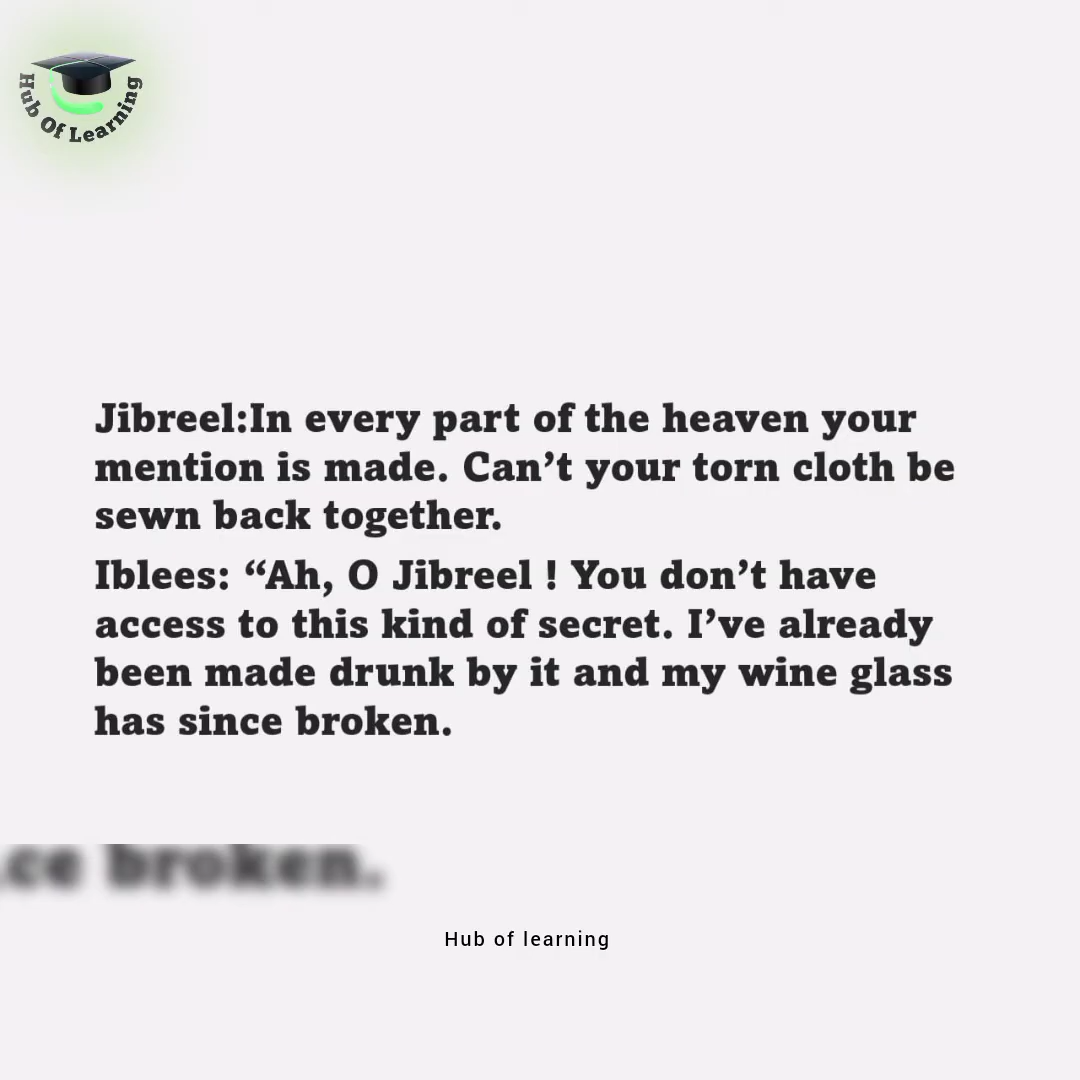 Hub Of Learning
Jibreel:In every part of the heaven your
mention is made. Can’t your torn cloth be
sewn back together.
Iblees: “Ah, O Jibreel ! You don’t have
access to this kind of secret. I’ve already
been made drunk by it and my wine glass
has since broken.
ce broken.
Hub of learning